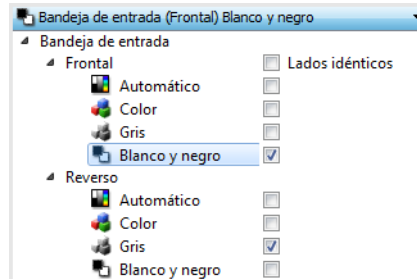 Bandeja de entrada (Frontal) Blanco y negro
Bandeja de entrada
Frontal Lados idénticos
Automático
Color
Gris
Blanco y negro
Reverso
Automático
Color
Gris
Blanco y negro